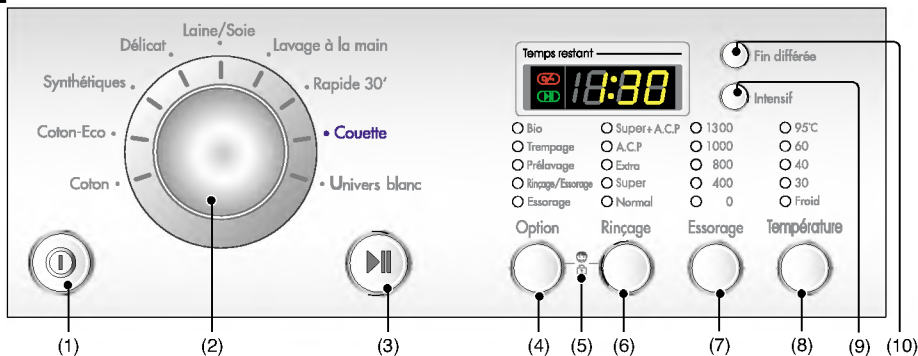 Laine/Soie
Délicat
Lavage à la main
Synthétiques
Rapide 30'
Coton-Eco
Couette
Coton
Univers blanc
Temps restant
1:30
Fin différée
Intensif
Bio
Super+A.C.P
1300
95℃
Trempage
A.C.P
1000
60
Prélavage
Extra
800
40
Rinçage/Essorage
Super
400
30
Essorage
Normal
0
Froid
Option
Rinçage
Essorage
Température
(1)
(2)
(3)
(4)
(5)
(6)
(7)
(8)
(9)
(10)